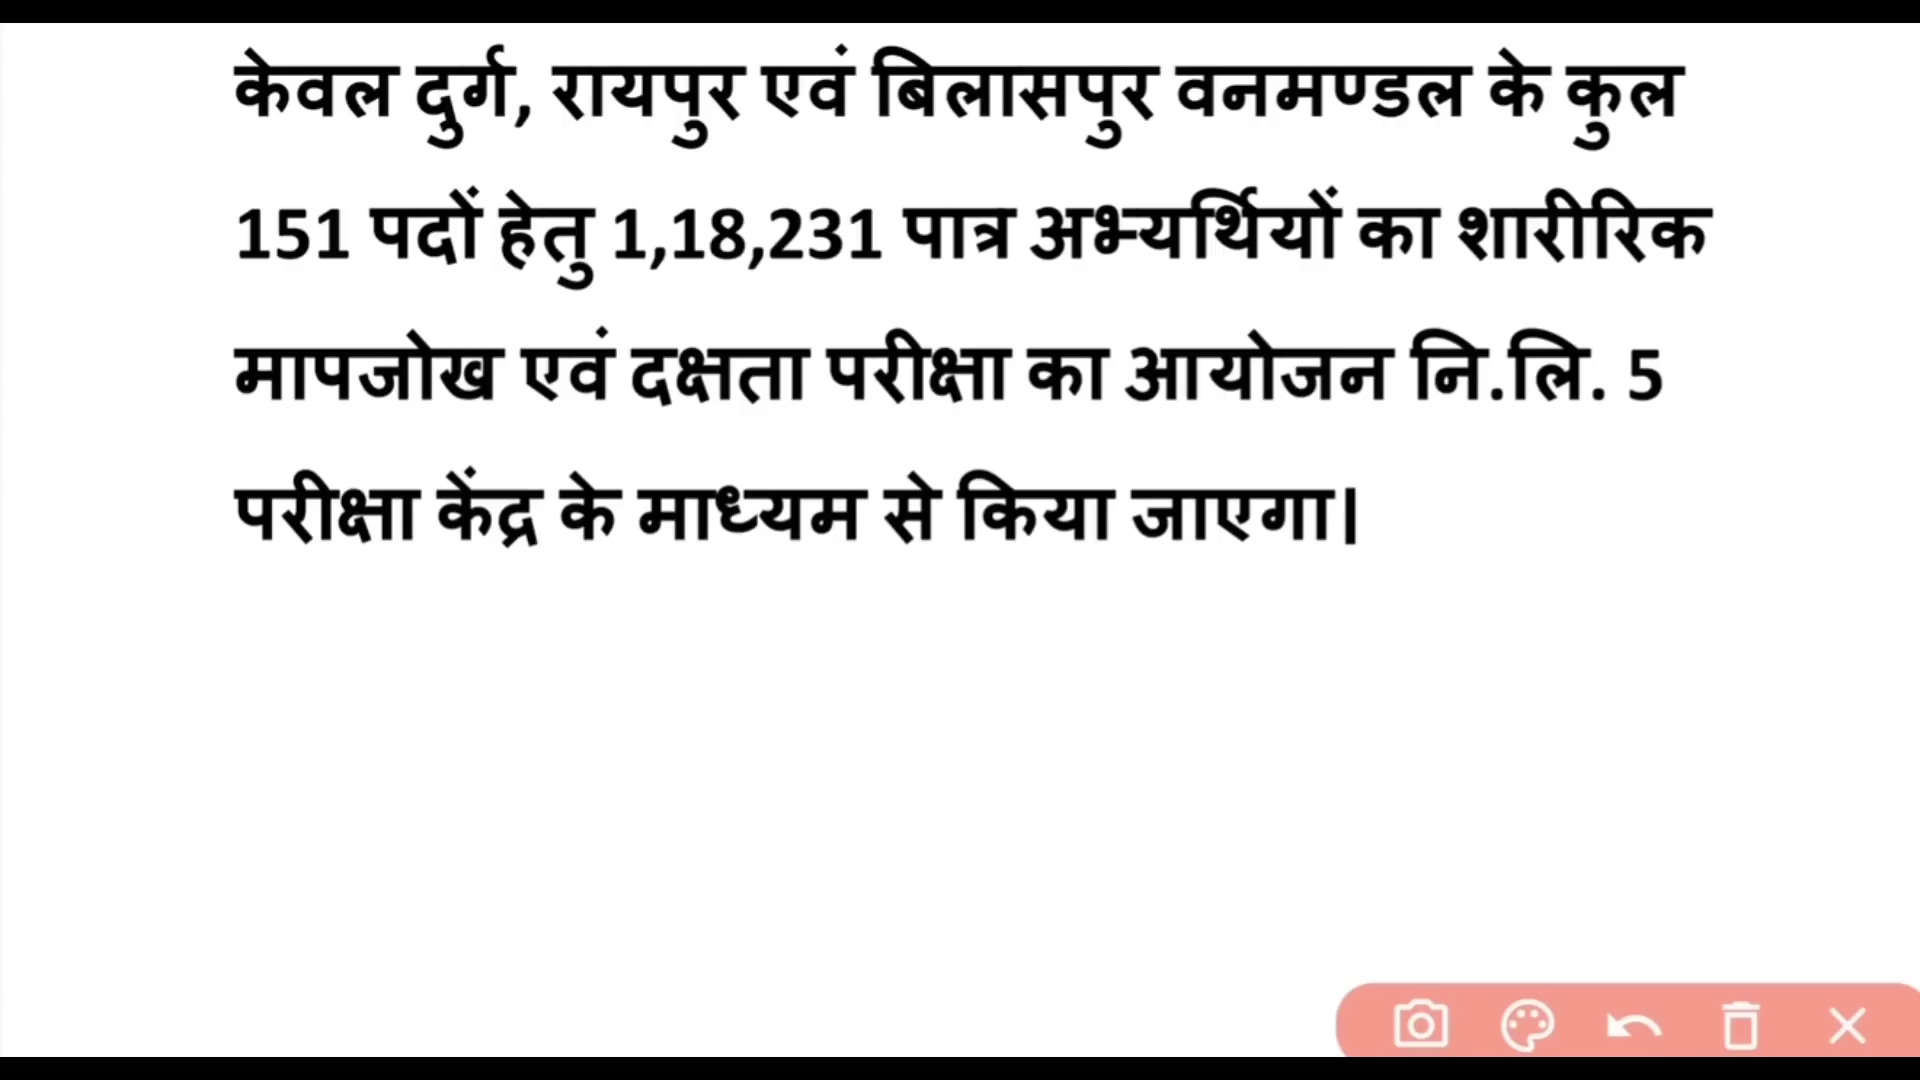 केवल दुर्ग, रायपुर एवं बिलासपुर वनमण्डल के कुल
151 पदों हेतु 1,18,231 पात्र अभ्यर्थियों का शारीरिक
मापजोख एवं दक्षता परीक्षा का आयोजन नि.लि. 5
परीक्षा केंद्र के माध्यम से किया जाएगा।